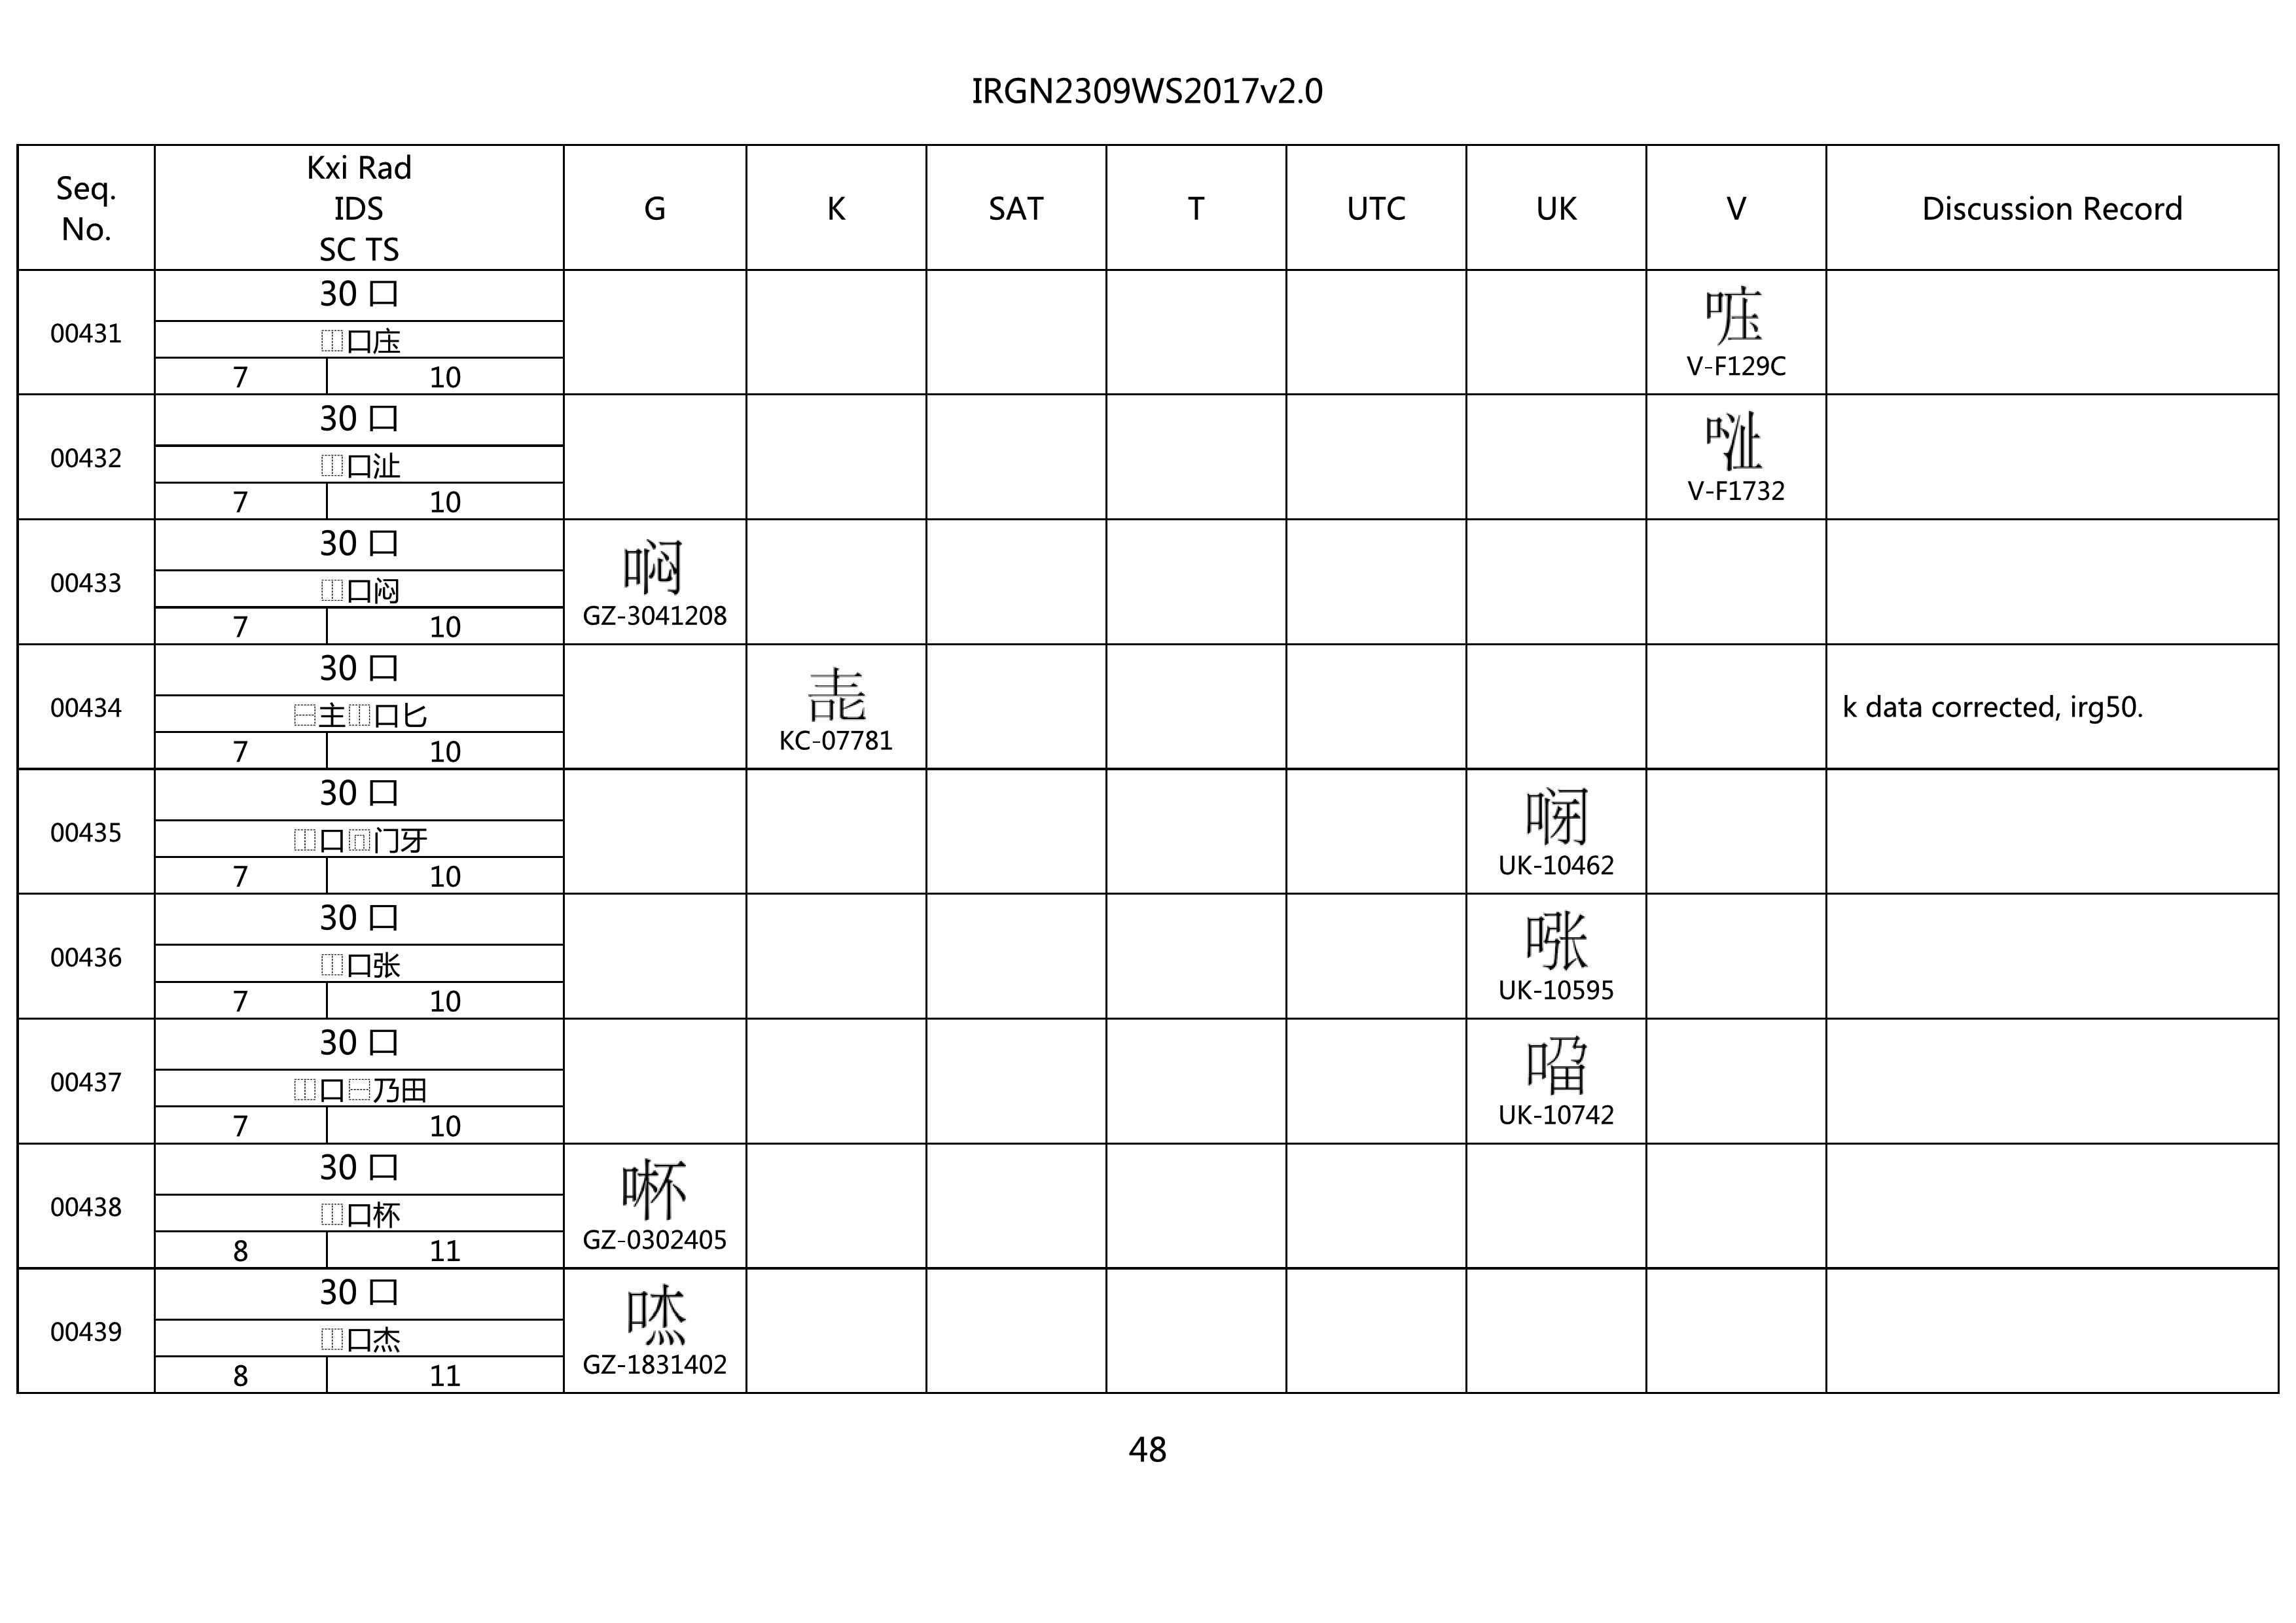 IRGN2309WS2017v2.0
Seq. No. Kxi Rad IDS SC TS G K SAT T UTC UK V Discussion Record
00431
30 口
⿰口庒
7 10
V-F129C
00432
30 口
⿰口沚
7 10
V-F1732
00433
30 口
⿰口闷
7 10
GZ-3041208
00434
30 口
⿱主⿰口匕
7 10
KC-07781
k data corrected, irg50.
00435
30 口
⿰口⿵门牙
7 10
UK-10462
00436
30 口
⿰口张
7 10
UK-10595
00437
30 口
⿰口⿱乃田
7 10
UK-10742
00438
30 口
⿰口杯
8 11
GZ-0302405
00439
30 口
⿰口杰
8 11
GZ-1831402
48